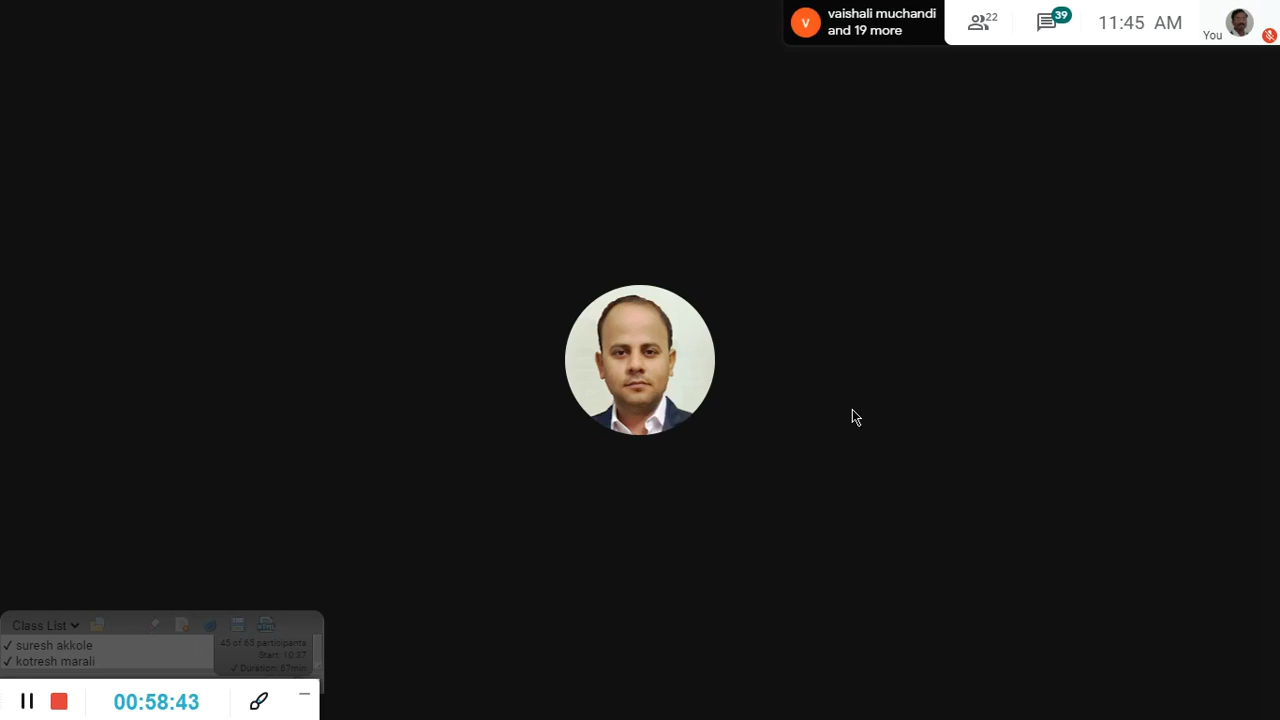 V
vaishali muchandi
and 19 more
22
39
11:45 AM
You
Class List
✓ suresh akkole
✓ kotresh marali
45 of 65 participants
Start: 10:37
✓ Duration: 67min
00:58:43